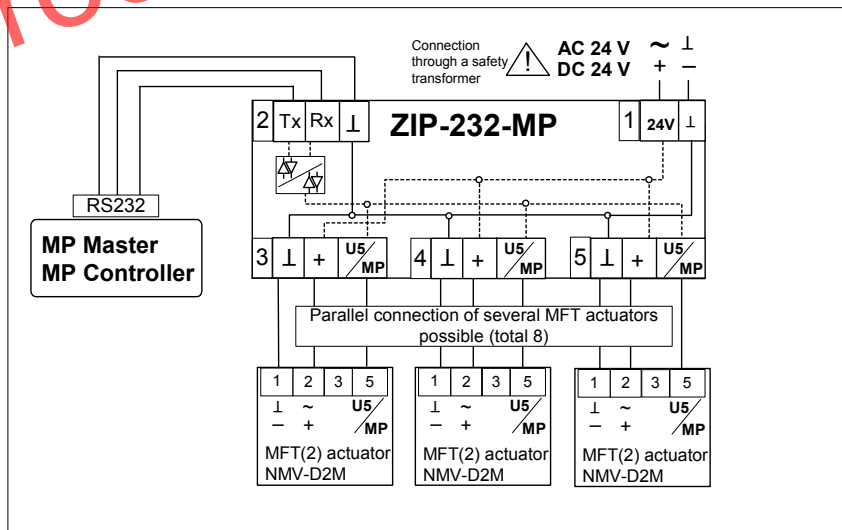 Connection
through a safety
transformer
!
AC 24 V ~ ⊥
DC 24 V + –
2 Tx Rx ⊥ ZIP-232-MP 1 24V ⊥
RS232
MP Master
MP Controller
3 ⊥ + U5/MP 4 ⊥ + U5/MP 5 ⊥ + U5/MP
Parallel connection of several MFT actuators
possible (total 8)
1 2 3 5
⊥ ~ U5/MP
– +
MFT(2) actuator
NMV-D2M
1 2 3 5
⊥ ~ U5/MP
– +
MFT(2) actuator
NMV-D2M
1 2 3 5
⊥ ~ U5/MP
– +
MFT(2) actuator
NMV-D2M